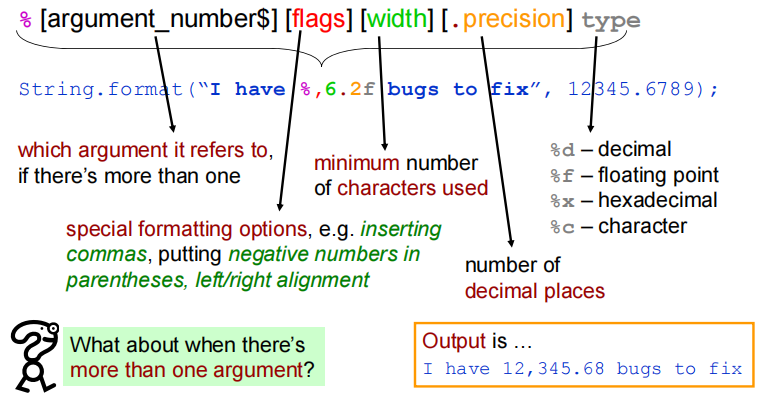 % [argument_number$] [flags] [width] [.precision] type
String.format(“I have %,6.2f bugs to fix”, 12345.6789);
which argument it refers to,
if there’s more than one
minimum number
of characters used
%d – decimal
%f – floating point
%x – hexadecimal
%c – character
special formatting options, e.g. inserting
commas, putting negative numbers in
parentheses, left/right alignment
number of
decimal places
What about when there’s
more than one argument?
Output is …
I have 12,345.68 bugs to fix